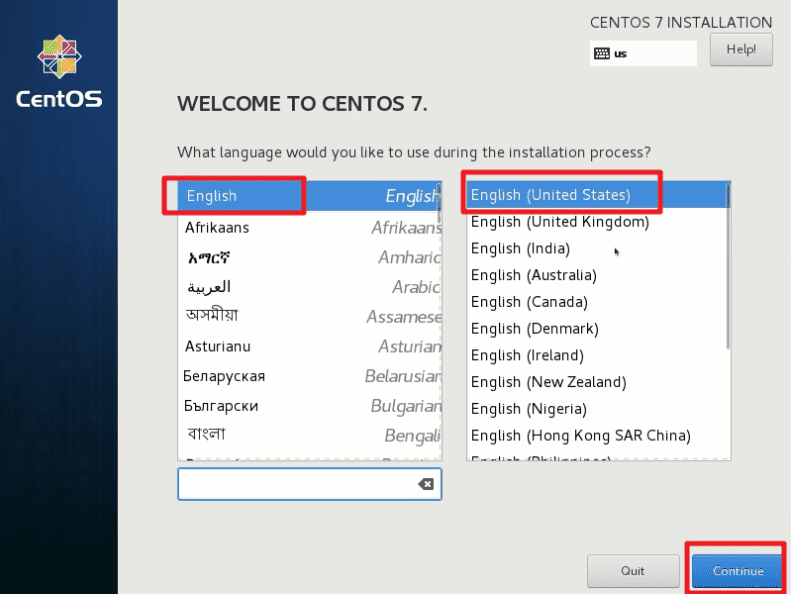 CENTOS 7 INSTALLATION
us
Help!
CentOS
WELCOME TO CENTOS 7.
What language would you like to use during the installation process?
English English
Afrikaans Afrikaans
አማርኛ Amharic
العربية Arabic
অসমীয়া Assamese
Asturianu Asturian
Беларуская Belarusian
Български Bulgarian
বাংলা Bengali
English (United States)
English (United Kingdom)
English (India)
English (Australia)
English (Canada)
English (Denmark)
English (Ireland)
English (New Zealand)
English (Nigeria)
English (Hong Kong SAR China)
English (Philippines)
Quit
Continue